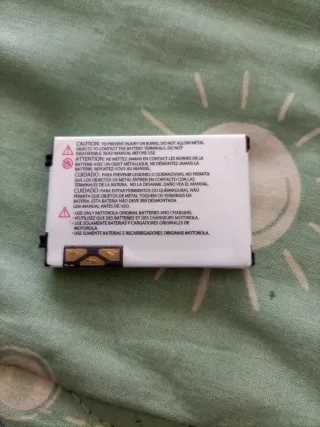 CAUTION: TO PREVENT INJURY OR BURNS, DO NOT ALLOW METAL
OBJECTS TO CONTACT THE BATTERY TERMINALS. DO NOT
DISASSEMBLE. READ MANUAL BEFORE USE.
ATTENTION: NE METTEZ JAMAIS EN CONTACT LES BORNES DE LA
BATTERIE AVEC UN OBJET MÉTALLIQUE. NE DÉMONTEZ JAMAIS LA
BATTERIE. REPORTEZ VOUS AU MANUEL.
CUIDADO: PARA PREVENIR LESIONES O QUEMADURAS, NO PERMITA
QUE LOS OBJETOS DE METAL ENTREN EN CONTACTO CON LAS
TERMINALES DE LA BATERIA. NO LA DESARME. VEA EL MANUAL.
CUIDADO: PARA EVITAR FERIMENTOS OU QUEIMADURAS, NÃO
PERMITA QUE OBJETOS DE METAL TOQUEM OS TERMINAIS DA
BATERIA. ESTA BATERIA NÃO DEVE SER DESMONTADA.
LEIA MANUAL ANTES DE USO.
• USE ONLY MOTOROLA ORIGINAL BATTERIES AND CHARGERS.
• N'UTILISEZ QUE DES BATTERIES ET DES CHARGEURS MOTOROLA.
• USE SOLAMENTE BATERIAS Y CARGADORES ORIGINALES DE
MOTOROLA.
• USE SOMENTE BATERIAS E RECARREGADORES ORIGINAIS MOTOROLA.